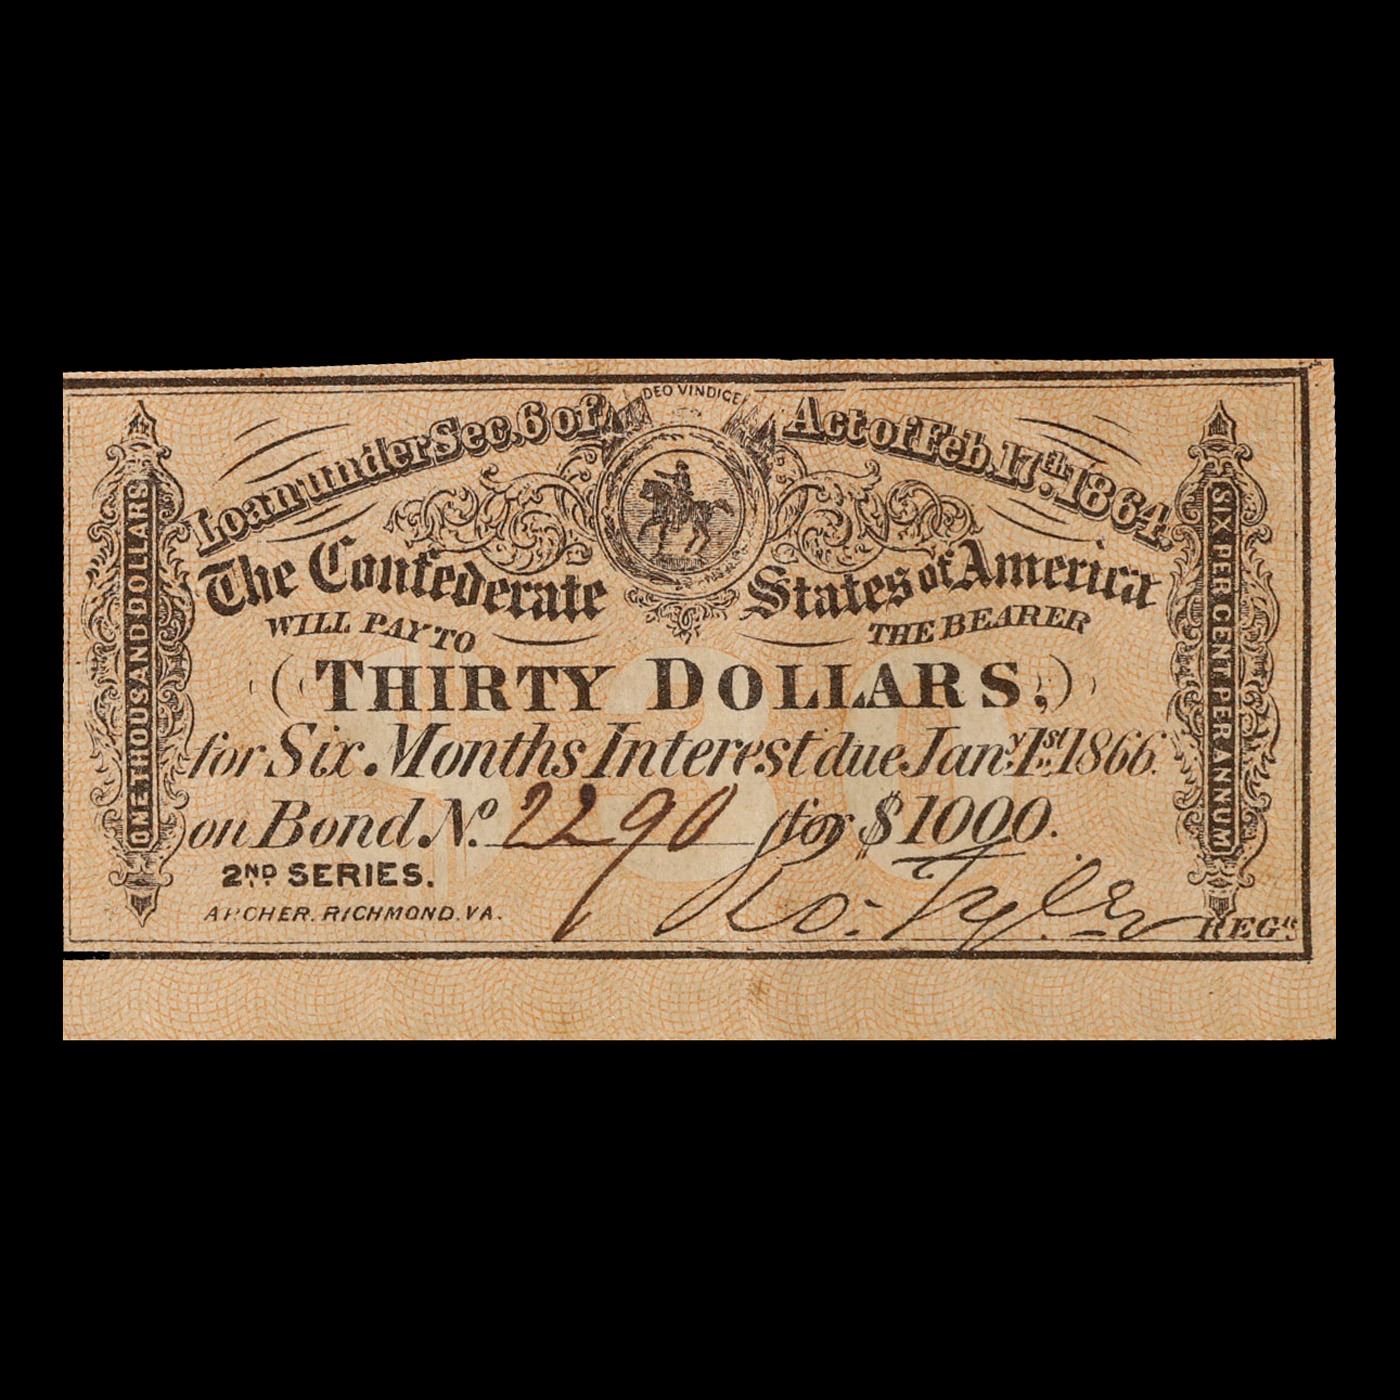 DEO VINDICE
Loan under Sec. 6 of Act of Feb. 17th 1864.
The Confederate States of America
WILL PAY TO THE BEARER
(THIRTY DOLLARS,)
for Six Months Interest due Jany. 1st 1866.
on Bond No. 2290 for $1000.
2ND SERIES.
Ro. Tyler REGR.
ARCHER. RICHMOND. VA.
ONE THOUSAND DOLLARS
SIX PER CENT PER ANNUM
$30